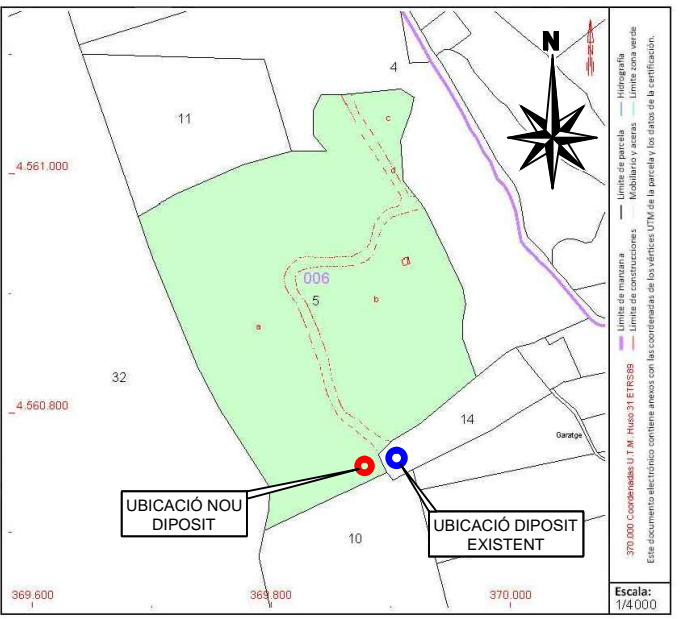 N
4
11
c
4.561.000
d
006
5
b
a
32
4.560.800
14
Garatge
UBICACIÓ NOU
DIPOSIT
UBICACIÓ DIPOSIT
EXISTENT
10
369.600
369.800
370.000
370.000 Coordenadas U.T.M. Huso 31 ETRS89
Límite de manzana
Límite de parcela
Hidrografía
Límite de construcciones
Mobiliario y aceras
Límite zona verde
Este documento electrónico contiene anexos con las coordenadas de los vértices UTM de la parcela y los datos de la certificación.
Escala:
1/4000